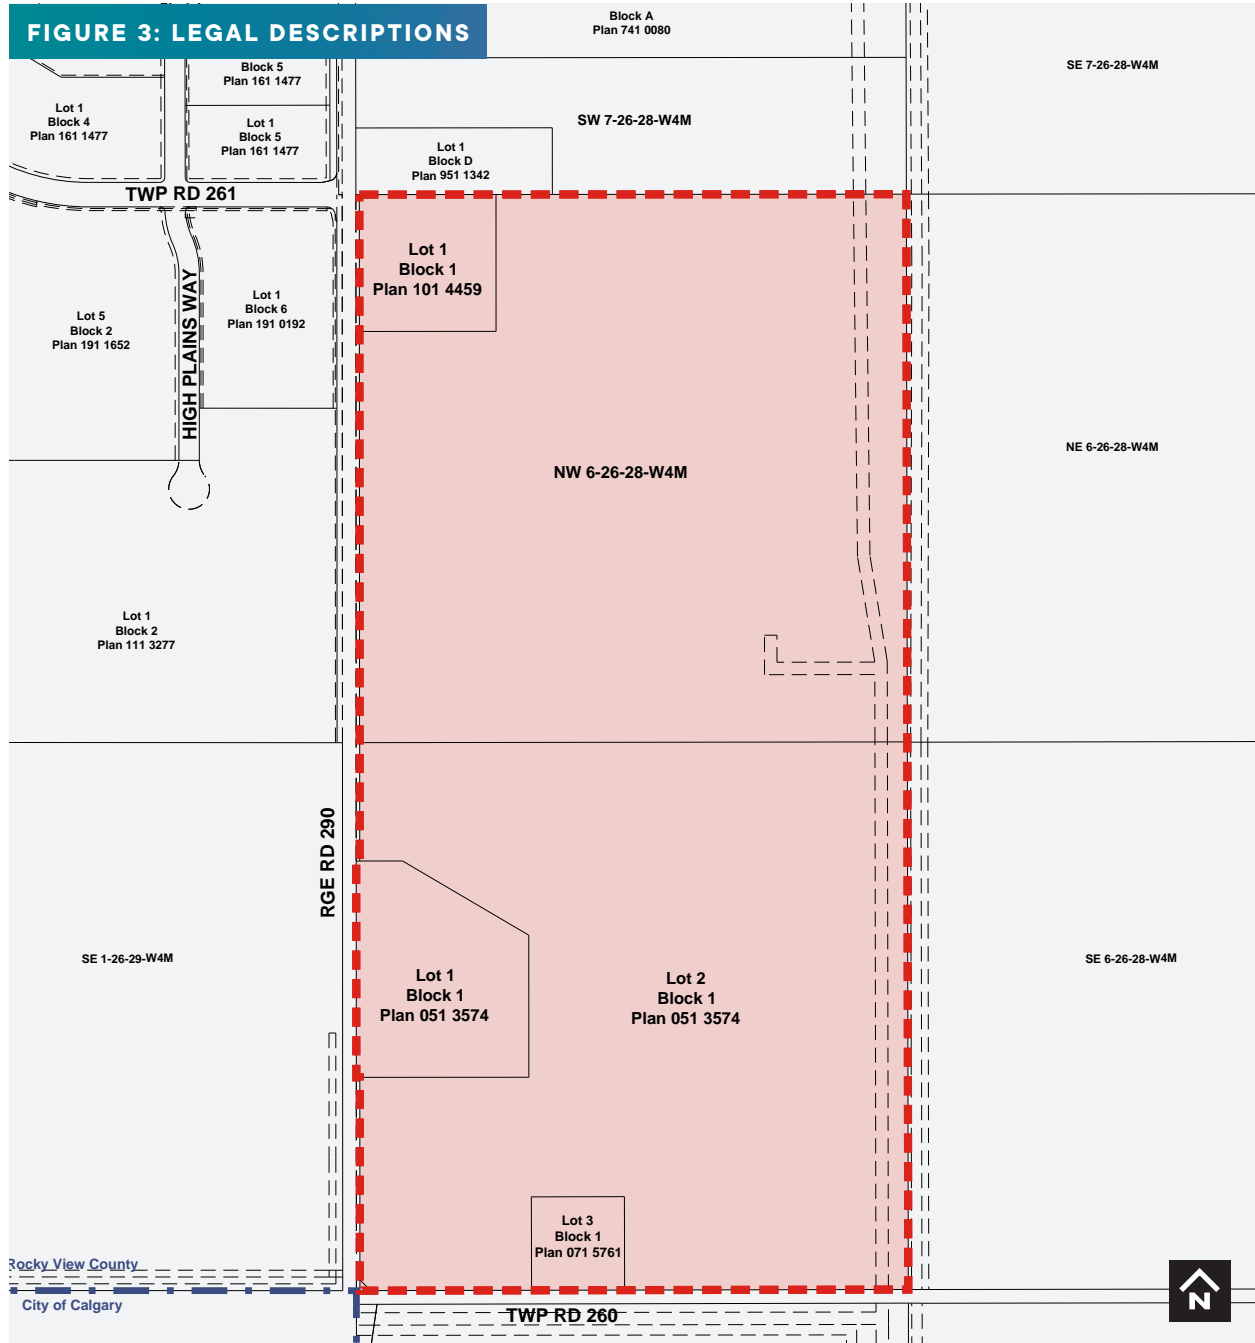 FIGURE 3: LEGAL DESCRIPTIONS
Block A
Plan 741 0080
SE 7-26-28-W4M
Block 5
Plan 161 1477
Lot 1
Block 4
Plan 161 1477
Lot 1
Block 5
Plan 161 1477
SW 7-26-28-W4M
Lot 1
Block D
Plan 951 1342
TWP RD 261
Lot 1
Block 1
Plan 101 4459
HIGH PLAINS WAY
Lot 1
Block 6
Plan 191 0192
Lot 5
Block 2
Plan 191 1652
NW 6-26-28-W4M
NE 6-26-28-W4M
Lot 1
Block 2
Plan 111 3277
RGE RD 290
SE 1-26-29-W4M
Lot 1
Block 1
Plan 051 3574
Lot 2
Block 1
Plan 051 3574
SE 6-26-28-W4M
Lot 3
Block 1
Plan 071 5761
Rocky View County
City of Calgary
TWP RD 260
N